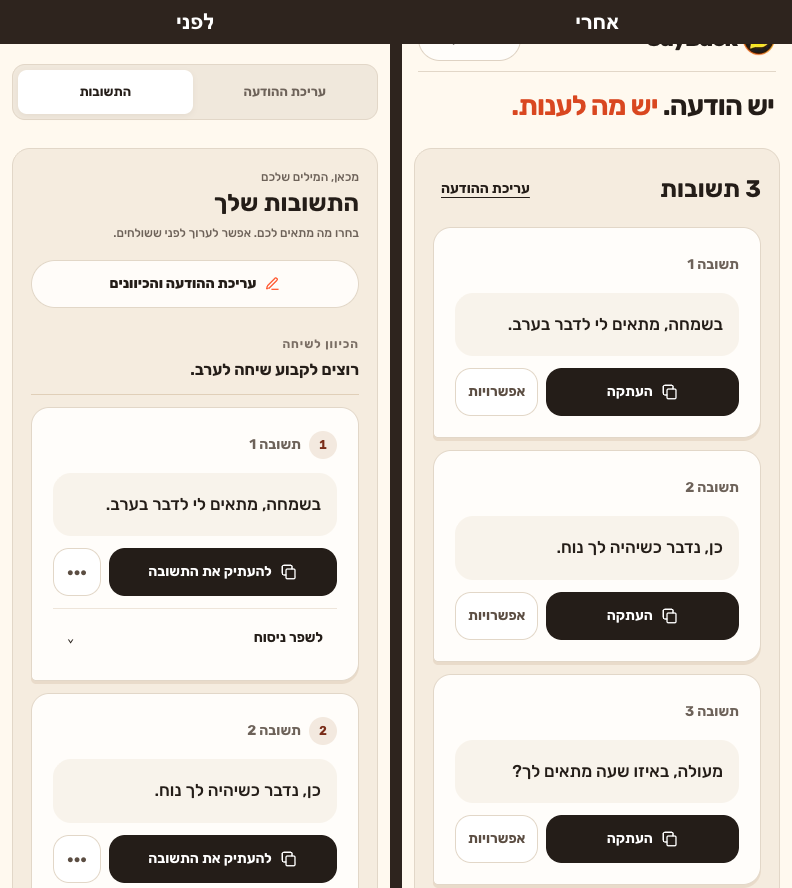 לפני
התשובות
עריכת ההודעה
מכאן, המילים שלכם
התשובות שלך
בחרו מה מתאים לכם. אפשר לערוך לפני ששולחים.
עריכת ההודעה והכיוונים
הכיוון לשיחה
רוצים לקבוע שיחה לערב.
1
תשובה 1
בשמחה, מתאים לי לדבר בערב.
להעתיק את התשובה
•••
לשפר ניסוח
2
תשובה 2
כן, נדבר כשיהיה לך נוח.
להעתיק את התשובה
•••
אחרי
יש הודעה. יש מה לענות.
3 תשובות
עריכת ההודעה
תשובה 1
בשמחה, מתאים לי לדבר בערב.
העתקה
אפשרויות
תשובה 2
כן, נדבר כשיהיה לך נוח.
העתקה
אפשרויות
תשובה 3
מעולה, באיזו שעה מתאים לך?
העתקה
אפשרויות